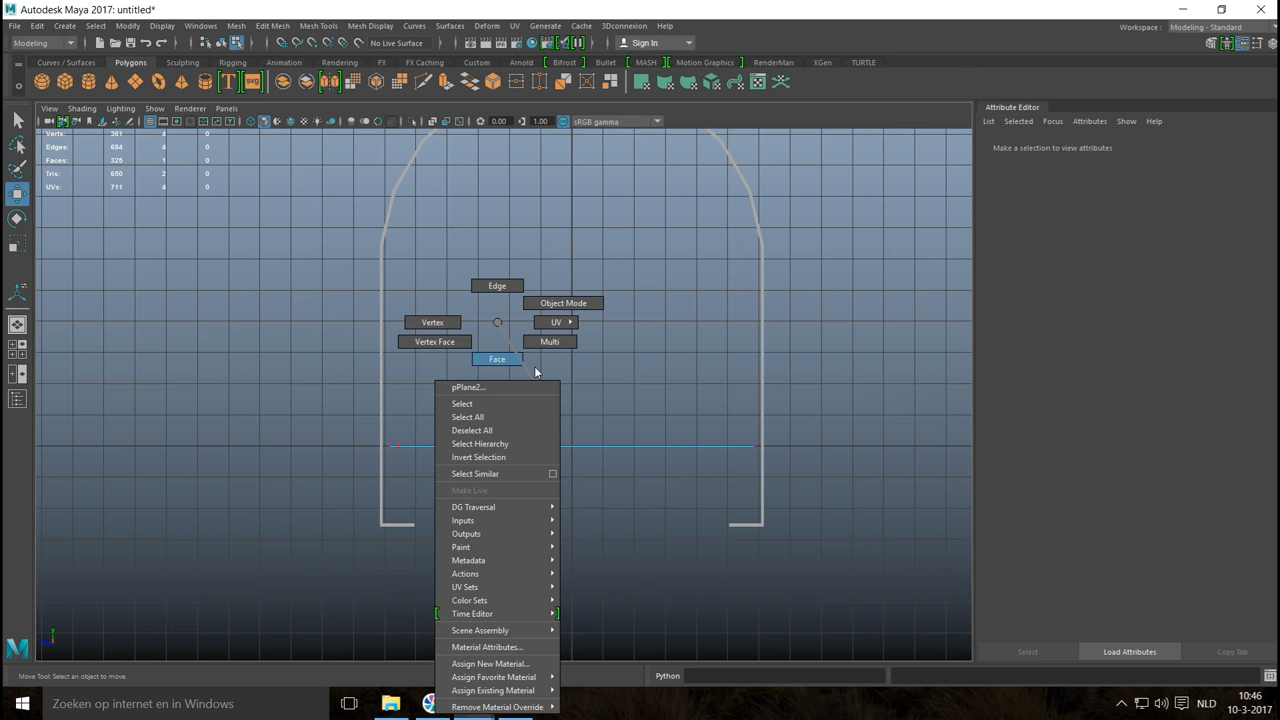 Autodesk Maya 2017: untitled*
File Edit Create Select Modify Display Windows Mesh Edit Mesh Mesh Tools Mesh Display Curves Surfaces Deform UV Generate Cache 3Dconnexion Help
Workspace : Modeling - Standard
Modeling No Live Surface Sign In
Curves / Surfaces Polygons Sculpting Rigging Animation Rendering FX FX Caching Custom Arnold Bifrost Bullet MASH Motion Graphics RenderMan XGen TURTLE
T SVG
View Shading Lighting Show Renderer Panels
0.00 1.00 sRGB gamma
Verts: 361 4 0
Edges: 684 4 0
Faces: 325 1 0
Tris: 650 2 0
UVs: 711 4 0
Attribute Editor
List Selected Focus Attributes Show Help
Make a selection to view attributes
Edge
Object Mode
Vertex UV
Vertex Face Multi
Face
pPlane2...
Select
Select All
Deselect All
Select Hierarchy
Invert Selection
Select Similar
Make Live
DG Traversal
Inputs
Outputs
Paint
Metadata
Actions
UV Sets
Color Sets
Time Editor
Scene Assembly
Material Attributes...
Assign New Material...
Assign Favorite Material
Assign Existing Material
Remove Material Override
Select Load Attributes Copy Tab
Move Tool: Select an object to move.
Python
Zoeken op internet en in Windows
NLD
10:46
10-3-2017